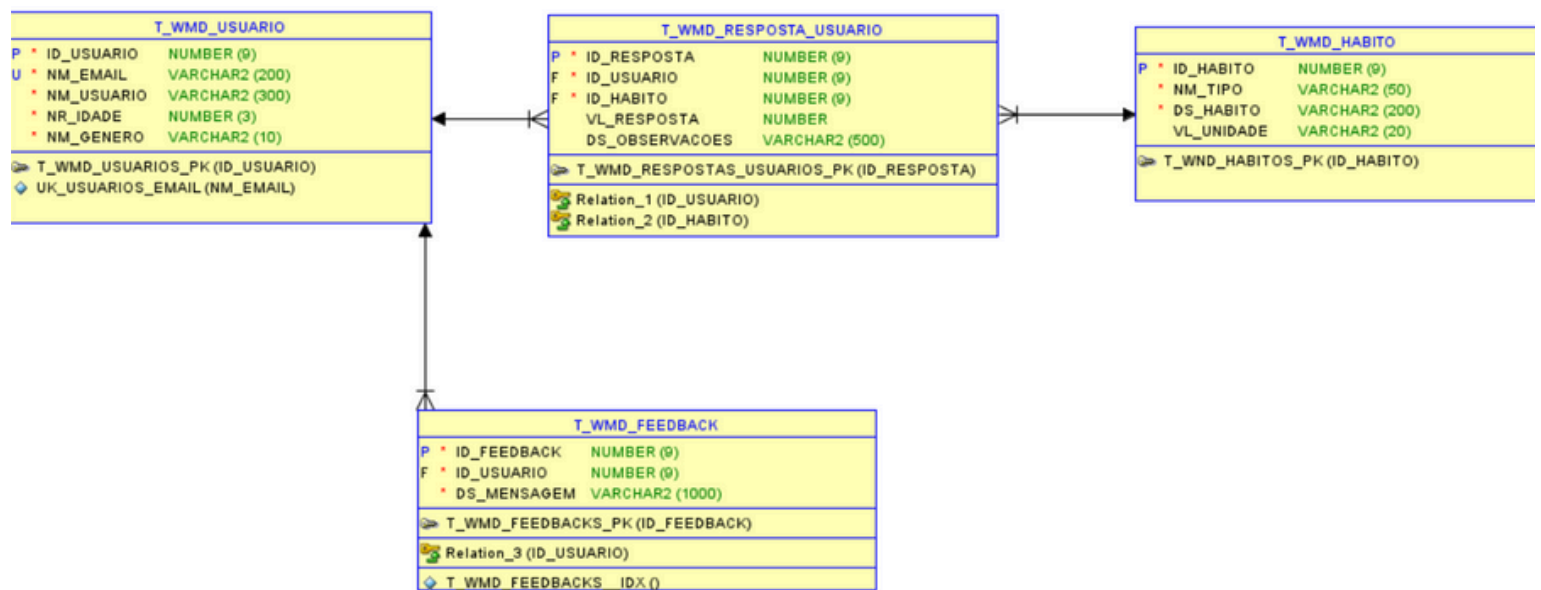 T_WMD_USUARIO
P * ID_USUARIO NUMBER (9)
U * NM_EMAIL VARCHAR2 (200)
* NM_USUARIO VARCHAR2 (300)
* NR_IDADE NUMBER (3)
* NM_GENERO VARCHAR2 (10)
T_WMD_USUARIOS_PK (ID_USUARIO)
UK_USUARIOS_EMAIL (NM_EMAIL)
T_WMD_RESPOSTA_USUARIO
P * ID_RESPOSTA NUMBER (9)
F * ID_USUARIO NUMBER (9)
F * ID_HABITO NUMBER (9)
VL_RESPOSTA NUMBER
DS_OBSERVACOES VARCHAR2 (500)
T_WMD_RESPOSTAS_USUARIOS_PK (ID_RESPOSTA)
Relation_1 (ID_USUARIO)
Relation_2 (ID_HABITO)
T_WMD_HABITO
P * ID_HABITO NUMBER (9)
* NM_TIPO VARCHAR2 (50)
* DS_HABITO VARCHAR2 (200)
VL_UNIDADE VARCHAR2 (20)
T_WND_HABITOS_PK (ID_HABITO)
T_WMD_FEEDBACK
P * ID_FEEDBACK NUMBER (9)
F * ID_USUARIO NUMBER (9)
* DS_MENSAGEM VARCHAR2 (1000)
T_WMD_FEEDBACKS_PK (ID_FEEDBACK)
Relation_3 (ID_USUARIO)
T_WMD_FEEDBACKS__IDX ()